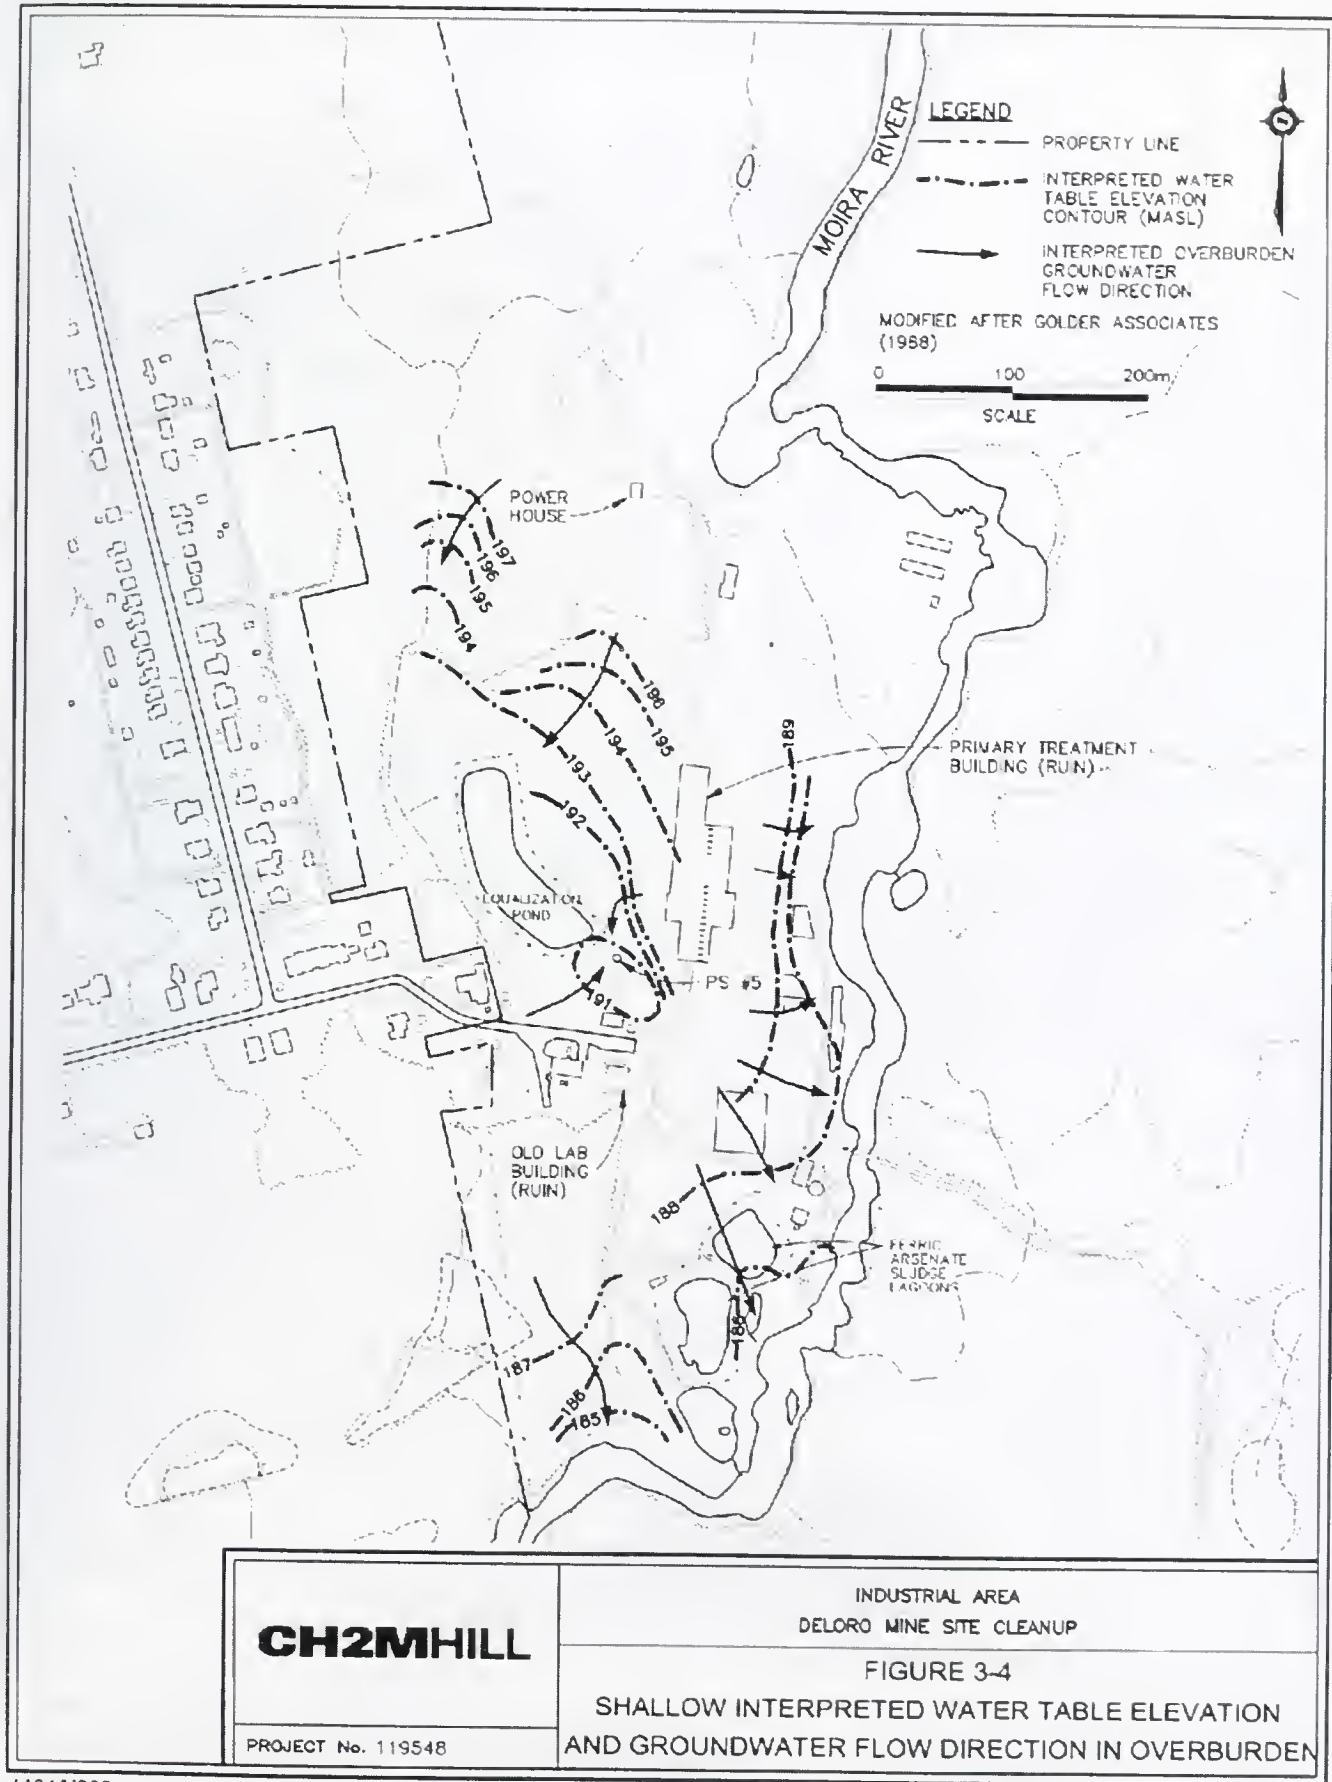 LEGEND
PROPERTY LINE
INTERPRETED WATER
TABLE ELEVATION
CONTOUR (MASL)
INTERPRETED OVERBURDEN
GROUNDWATER
FLOW DIRECTION
MODIFIED AFTER GOLDER ASSOCIATES
(1988)
0 100 200m
SCALE
MOIRA RIVER
POWER
HOUSE
197
196
195
194
196
195
194
193
192
189
PRIMARY TREATMENT
BUILDING (RUIN)
EQUALIZATION
POND
PS #5
191
OLD LAB
BUILDING
(RUIN)
188
FERRIC
ARSENATE
SLUDGE
LAGOONS
186
187
186
185
CH2MHILL
PROJECT No. 119548
INDUSTRIAL AREA
DELORO MINE SITE CLEANUP
FIGURE 3-4
SHALLOW INTERPRETED WATER TABLE ELEVATION
AND GROUNDWATER FLOW DIRECTION IN OVERBURDEN